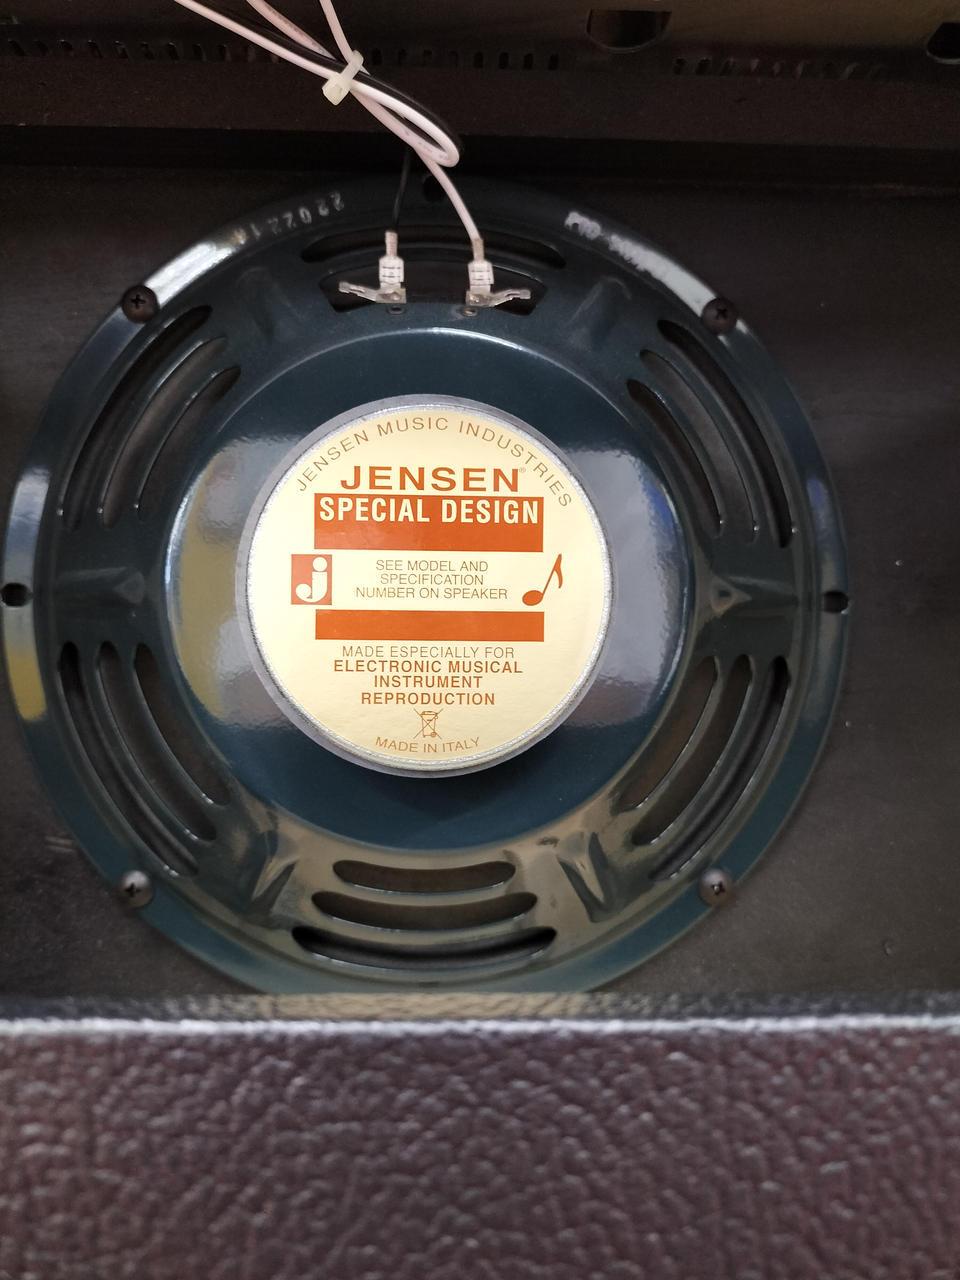 JENSEN MUSIC INDUSTRIES
JENSEN®
SPECIAL DESIGN
j
SEE MODEL AND
SPECIFICATION
NUMBER ON SPEAKER
MADE ESPECIALLY FOR
ELECTRONIC MUSICAL
INSTRUMENT
REPRODUCTION
MADE IN ITALY